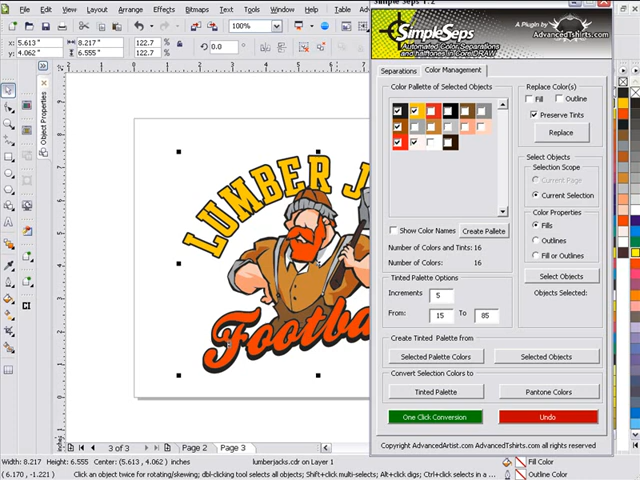 File Edit View Layout Arrange Effects Bitmaps Text Tools
Simple Seps 1.2
100%
x: 5.613 "
y: 4.062 "
8.217 "
6.555 "
122.7
122.7
0.0
SimpleSeps
Automated Color Separations
and halftones in CorelDRAW
A Plugin by
AdvancedTshirts.com
Separations
Color Management
Object Properties
Color Pallette of Selected Objects
Show Color Names
Create Pallete
Number of Colors and Tints: 16
Number of Colors: 16
Tinted Palette Options
Increments
5
From:
15
To
85
Replace Color(s)
Fill
Outline
Preserve Tints
Replace
Select Objects
Selection Scope
Current Page
Current Selection
Color Properties
Fills
Outlines
Fill or Outlines
Select Objects
Objects Selected:
Create Tinted Palette from
Selected Palette Colors
Selected Objects
Convert Selection Colors to
Tinted Palette
Pantone Colors
One Click Conversion
Undo
Copyright AdvancedArtist.com AdvancedTshirts.com all rights reserved
LUMBER J
Footba
CI
3 of 3
Page 2
Page 3
Width: 8.217 Height: 6.555 Center: (5.613, 4.062 ) inches
lumberjacks.cdr on Layer 1
Fill Color
( 6.170, -1.221 )
Click an object twice for rotating/skewing; dbl-clicking tool selects all objects; Shift+click multi-selects; Alt+click digs; Ctrl+click selects in a ...
Outline Color